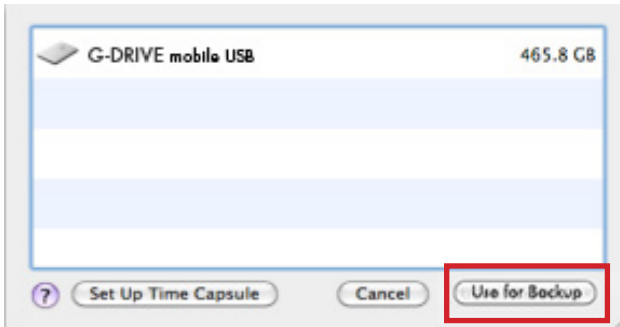 G-DRIVE mobile USB 465.8 GB
? Set Up Time Capsule Cancel Use for Backup